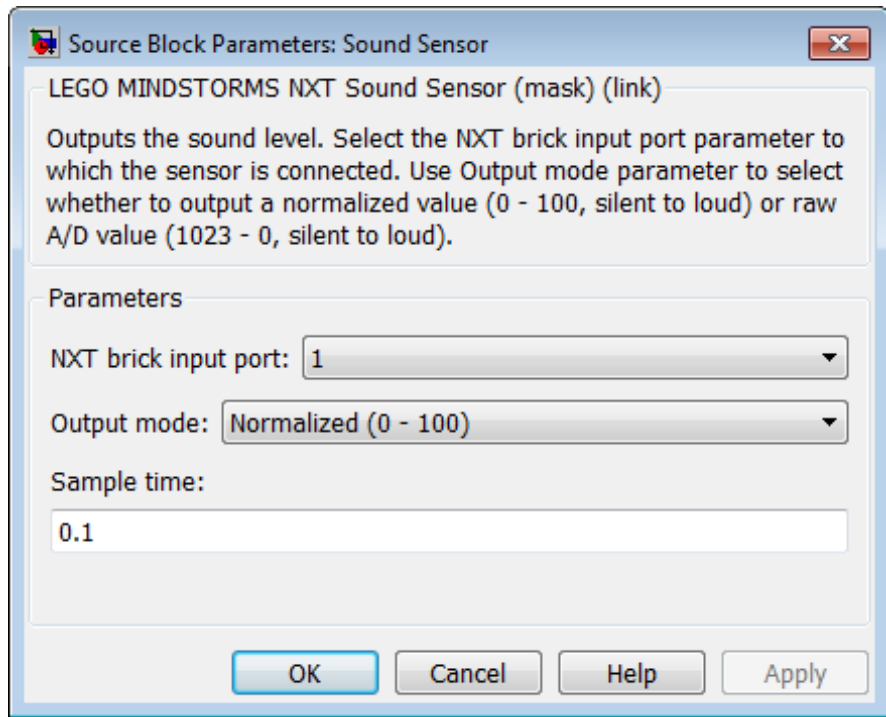 Source Block Parameters: Sound Sensor
LEGO MINDSTORMS NXT Sound Sensor (mask) (link)
Outputs the sound level. Select the NXT brick input port parameter to
which the sensor is connected. Use Output mode parameter to select
whether to output a normalized value (0 - 100, silent to loud) or raw
A/D value (1023 - 0, silent to loud).
Parameters
NXT brick input port: 1
Output mode: Normalized (0 - 100)
Sample time:
0.1
OK Cancel Help Apply